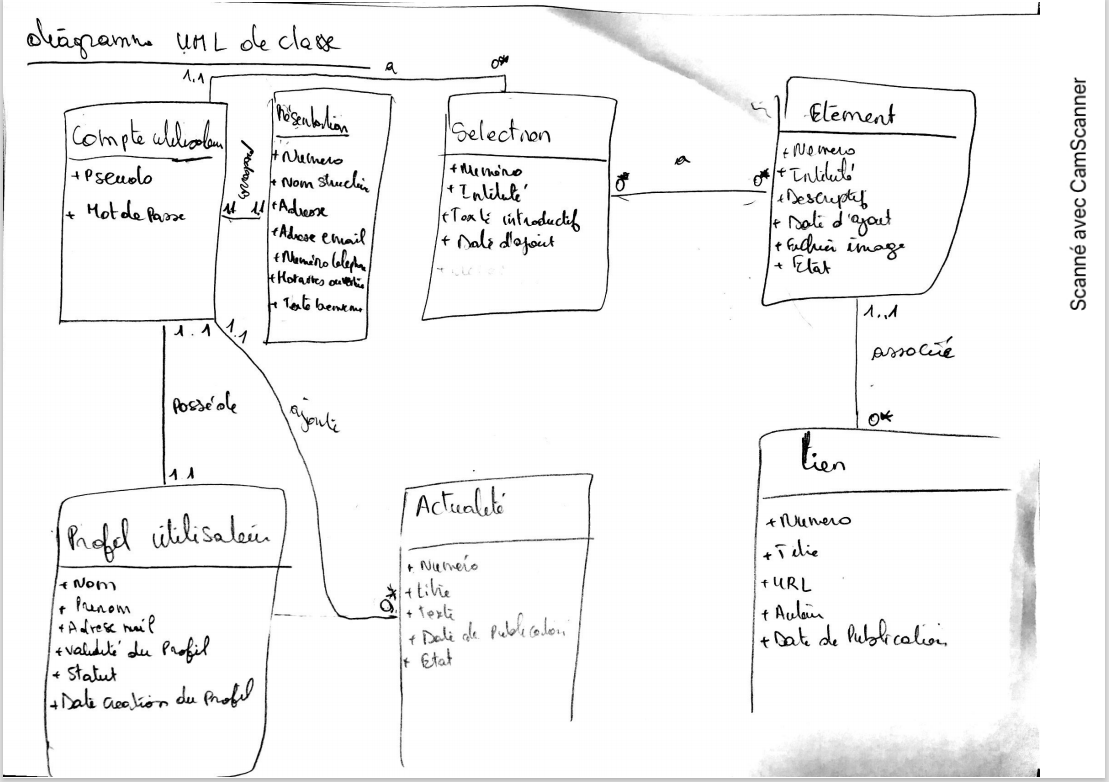 diagramme UML de classe
1.1
a
0*
Compte utilisateur
+ Pseudo
+ Mot de Passe
1.1
1.1
Présentation
+ Numero
+ Nom Structure
+ Adresse
+ Adresse email
+ Numéro telephone
+ Horaires ouverture
+ Texte bienvenue
Selection
+ Numéro
+ Intitulé
+ Texte introductif
+ Date d'ajout
0*
a
0*
Element
+ Numero
+ Intitulé
+ Descriptif
+ Date d'ajout
+ Fichier image
+ Etat
1..1
associé
0*
Lien
+ Numero
+ Titre
+ URL
+ Auteur
+ Date de Publication
1.1
Posséde
1 1
1.1
ajoute
0*
Profil utilisateur
+ Nom
+ Prenom
+ Adresse mail
+ Validité du Profil
+ Statut
+ Date creation du Profil
Actualité
+ Numéro
+ titre
+ Texte
+ Date de Publication
+ Etat
Scanné avec CamScanner